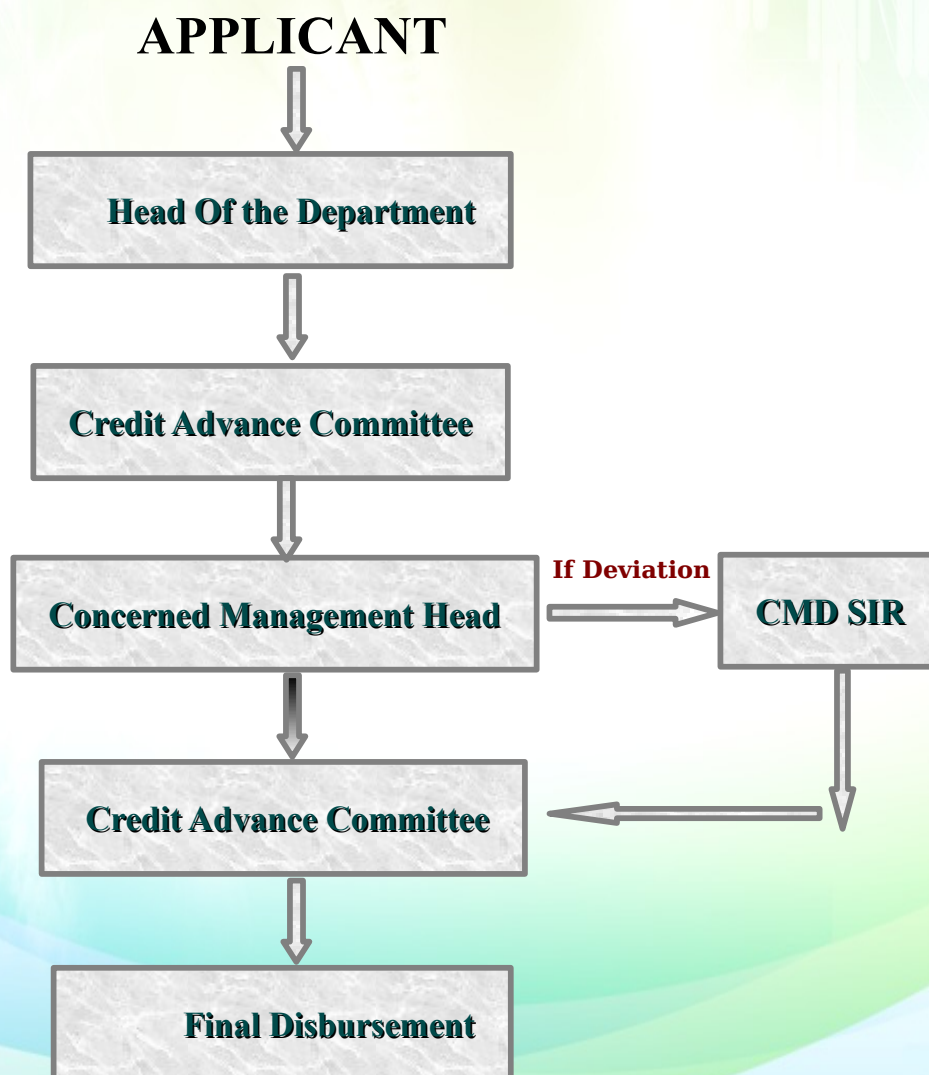 APPLICANT
Head Of the Department
Credit Advance Committee
If Deviation
Concerned Management Head
CMD SIR
Credit Advance Committee
Final Disbursement